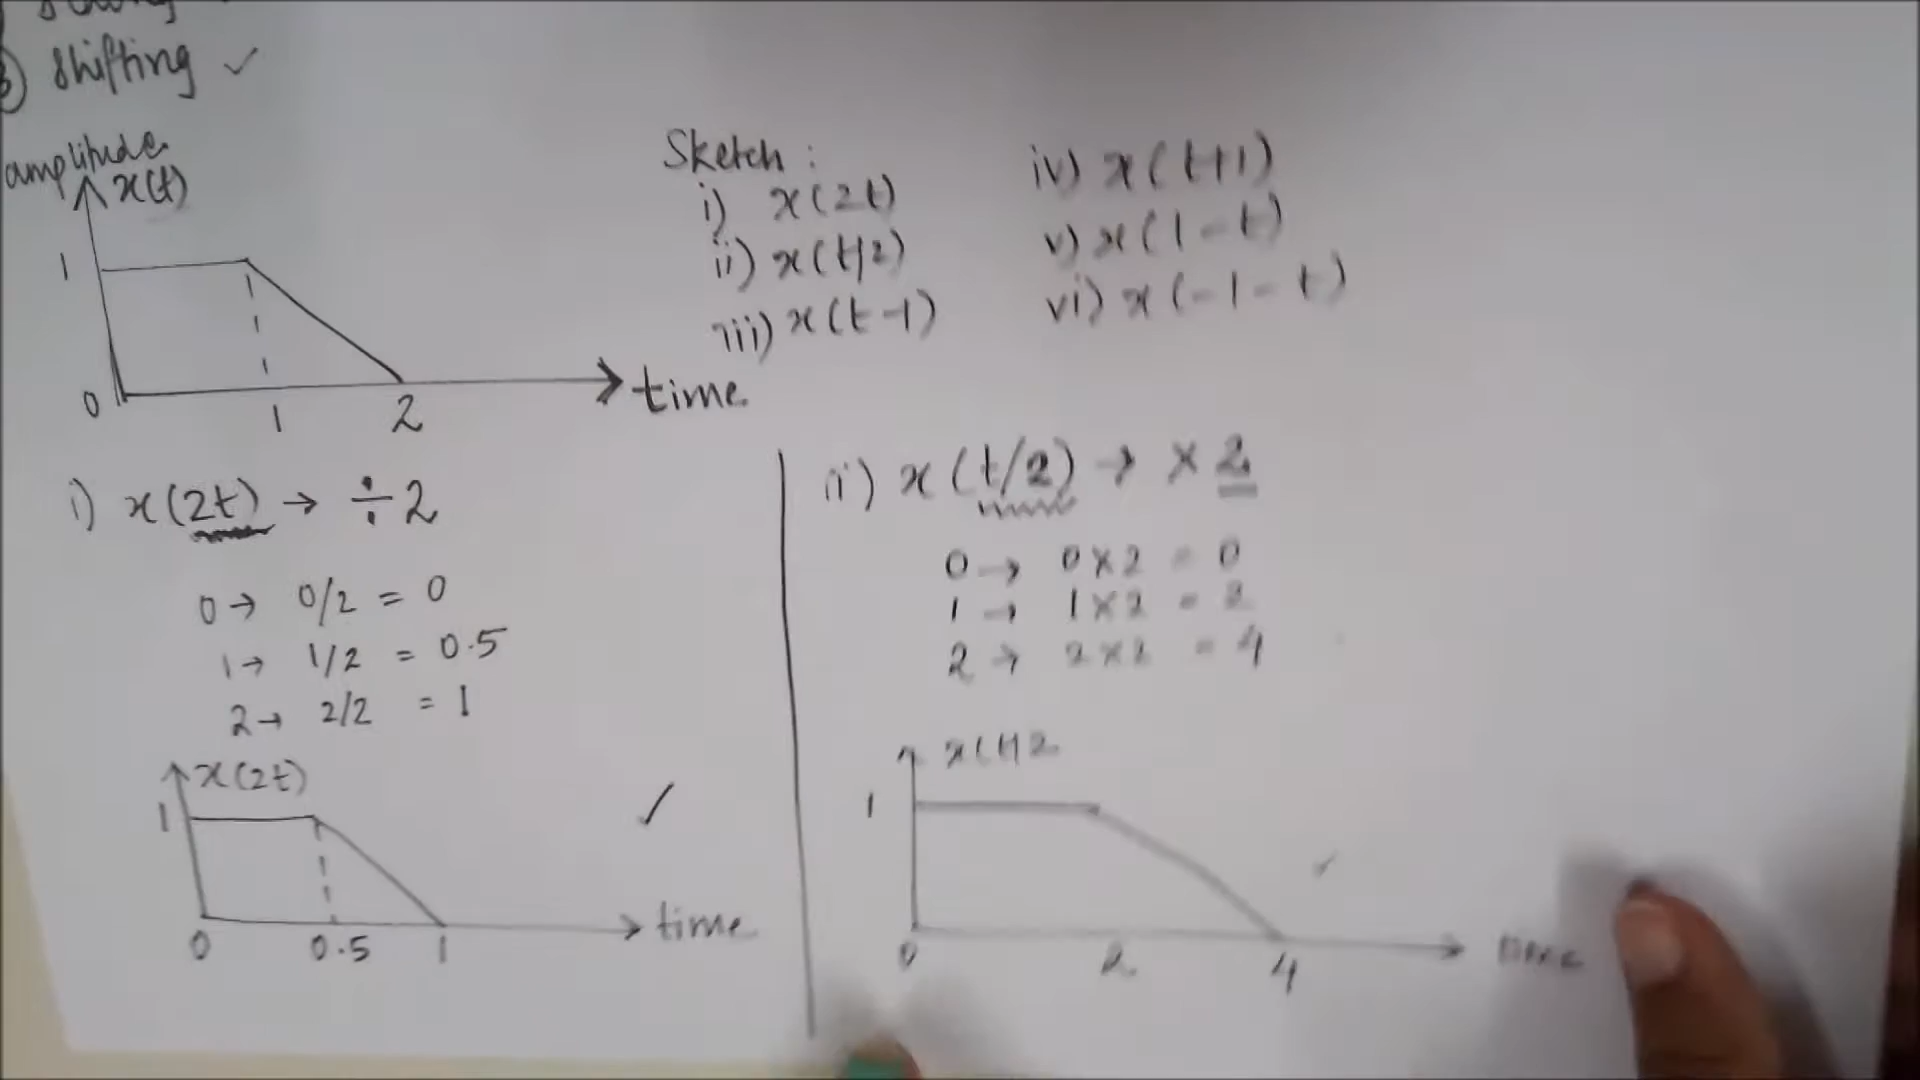 ③ shifting ✓
amplitude
x(t)
1
0
1
2
time
Sketch :
i) x(2t)
ii) x(t/2)
iii) x(t-1)
iv) x(t+1)
v) x(1-t)
vi) x(-1-t)
i) x(2t) → ÷2
0→ 0/2 = 0
1→ 1/2 = 0.5
2→ 2/2 = 1
x(2t)
1
✓
0
0.5
1
time
ii) x(t/2) → × 2
0 → 0×2 = 0
1 → 1×2 = 2
2 → 2×2 = 4
x(t/2
1
✓
0
2
4
time